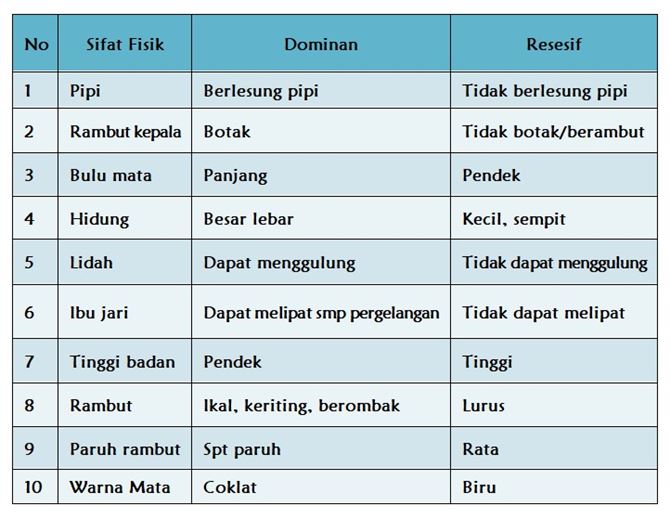 No Sifat Fisik Dominan Resesif
1 Pipi Berlesung pipi Tidak berlesung pipi
2 Rambut kepala Botak Tidak botak/berambut
3 Bulu mata Panjang Pendek
4 Hidung Besar lebar Kecil, sempit
5 Lidah Dapat menggulung Tidak dapat menggulung
6 Ibu jari Dapat melipat smp pergelangan Tidak dapat melipat
7 Tinggi badan Pendek Tinggi
8 Rambut Ikal, keriting, berombak Lurus
9 Paruh rambut Spt paruh Rata
10 Warna Mata Coklat Biru